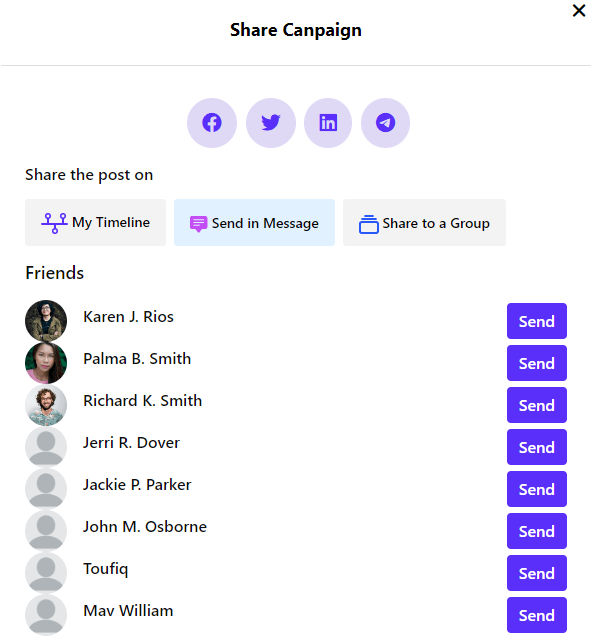 Share Canpaign
Share the post on
My Timeline
Send in Message
Share to a Group
Friends
Karen J. Rios
Send
Palma B. Smith
Send
Richard K. Smith
Send
Jerri R. Dover
Send
Jackie P. Parker
Send
John M. Osborne
Send
Toufiq
Send
Mav William
Send